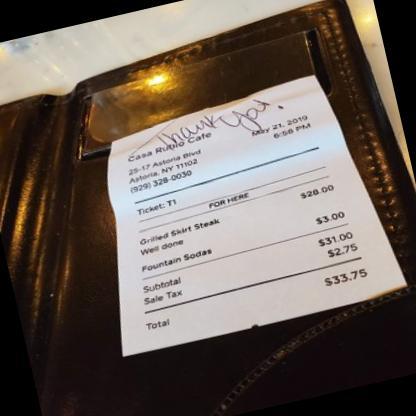 Thank you!
Casa Rubio Cafe
May 21, 2019
25-17 Astoria Blvd
6:58 PM
Astoria, NY 11102
(929) 328-0030
Ticket: T1
FOR HERE
Grilled Skirt Steak $28.00
Well done
Fountain Sodas $3.00
Subtotal $31.00
Sale Tax $2.75
Total $33.75